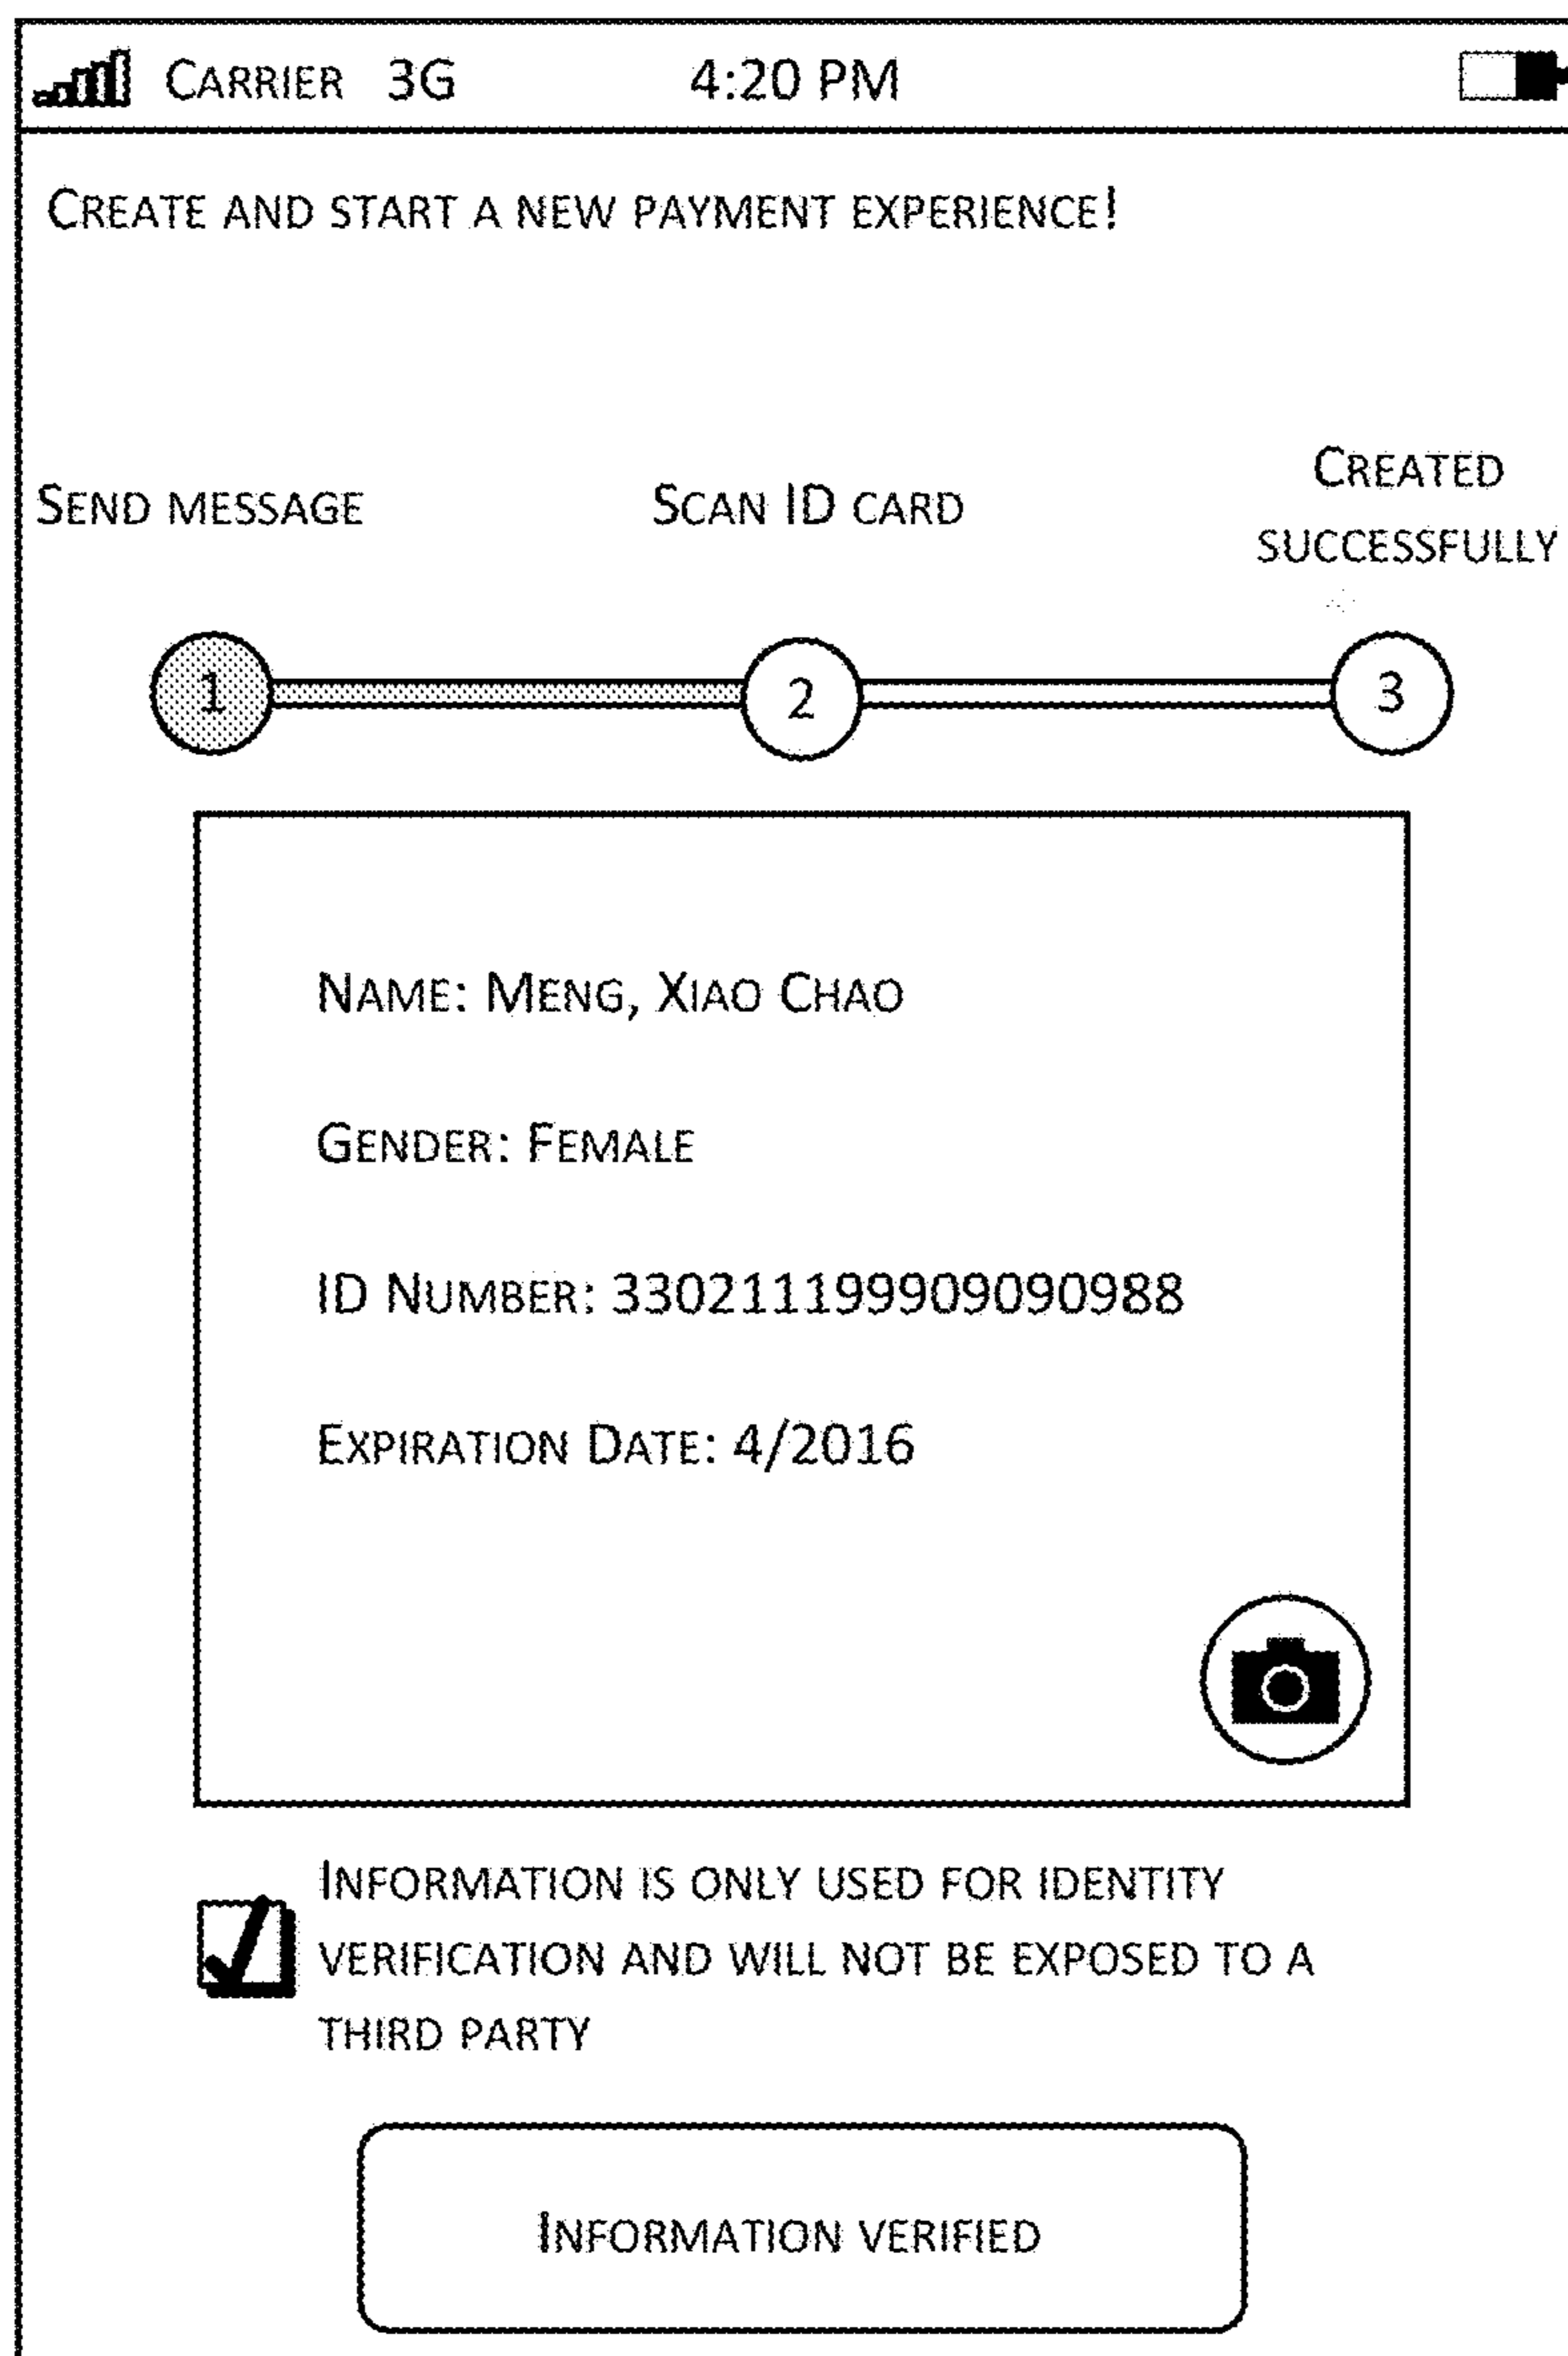 Carrier 3G 4:20 PM
Create and start a new payment experience!
Send message Scan ID card Created
successfully
1 2 3
Name: Meng, Xiao Chao
Gender: Female
ID Number: 330211199909090988
Expiration Date: 4/2016
Information is only used for identity
verification and will not be exposed to a
third party
Information verified